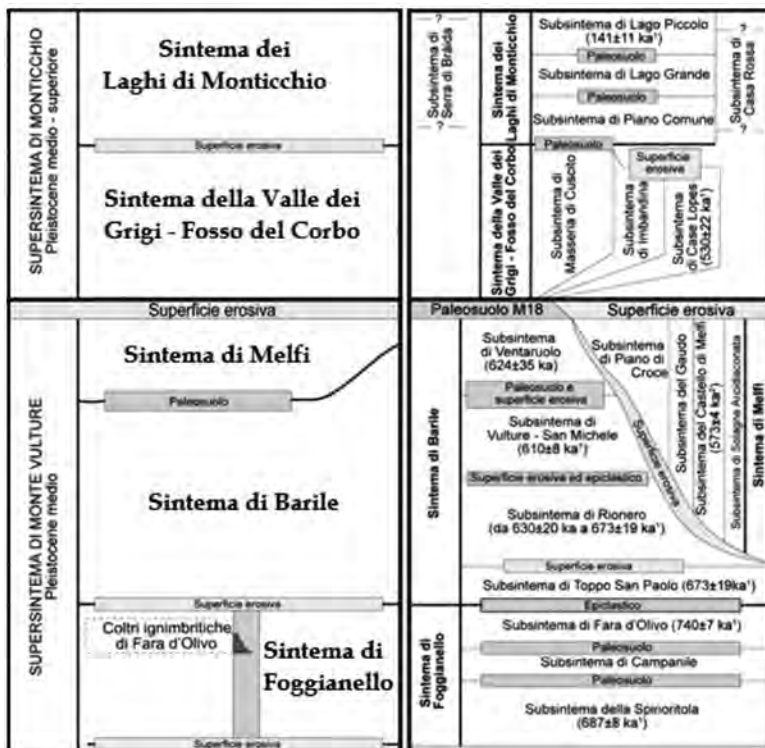 SUPERSINTEMA DI MONTICCHIO
Pleistocene medio - superiore
Sintema dei
Laghi di Monticchio
Superficie erosiva
Sintema della Valle dei
Grigi - Fosso del Corbo
Superficie erosiva
SUPERSINTEMA DI MONTE VULTURE
Pleistocene medio
Sintema di Melfi
Paleosuolo
Sintema di Barile
Superficie erosiva
Coltri ignimbritiche
di Fara d'Olivo
Sintema di
Foggianello
Superficie erosiva
?
Subsintema di
Serra di Braida
?
Sintema dei
Laghi di Monticchio
Subsintema di Lago Piccolo
(141±11 ka¹)
Paleosuolo
Subsintema di Lago Grande
Paleosuolo
Subsintema di Piano Comune
?
Subsintema di
Casa Rossa
?
Sintema della Valle dei
Grigi - Fosso del Corbo
Paleosuolo
Superficie
erosiva
Subsintema di
Masseria di Cuscito
Subsintema
di Imbandina
Subsintema
di Case Lopes
(530±22 ka¹)
Paleosuolo M18
Superficie erosiva
Sintema di Barile
Subsintema
di Ventaruolo
(624±35 ka)
Paleosuolo e
superficie erosiva
Subsintema di
Vulture - San Michele
(610±8 ka¹)
Superficie erosiva ed epiclastico
Subsintema di Rionero
(da 630±20 ka a 673±19 ka¹)
Superficie erosiva
Subsintema di Toppo San Paolo (673±19ka¹)
Subsintema
di Piano di
Croce
Superficie erosiva
Subsintema del Gaudo
Subsintema del Castello di Melfi
(573±4 ka²)
Subsintema di Solagna Arcidiaconata
Sintema di Melfi
Sintema di
Foggianello
Epiclastico
Subsintema di Fara d'Olivo (740±7 ka¹)
Paleosuolo
Subsintema di Campanile
Paleosuolo
Subsintema della Spinoritola
(687±8 ka¹)